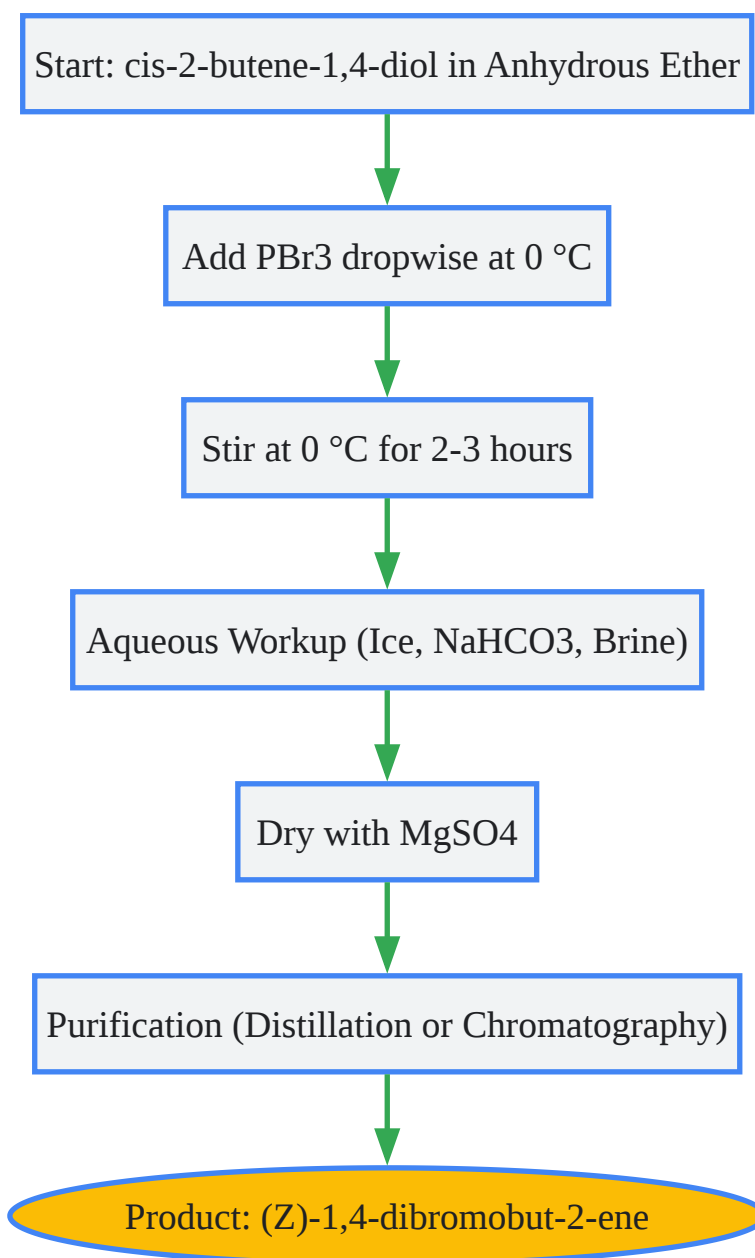 Start: cis-2-butene-1,4-diol in Anhydrous Ether
Add PBr3 dropwise at 0 °C
Stir at 0 °C for 2-3 hours
Aqueous Workup (Ice, NaHCO3, Brine)
Dry with MgSO4
Purification (Distillation or Chromatography)
Product: (Z)-1,4-dibromobut-2-ene